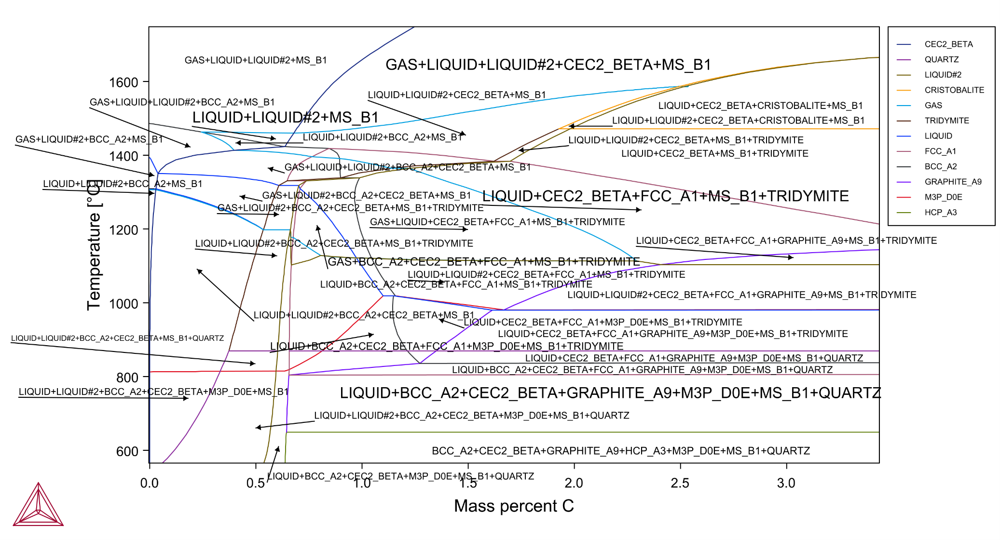 GAS+LIQUID+LIQUID#2+MS_B1
GAS+LIQUID+LIQUID#2+CEC2_BETA+MS_B1
1600
LIQUID+LIQUID#2+CEC2_BETA+MS_B1
GAS+LIQUID+LIQUID#2+BCC_A2+MS_B1
LIQUID+CEC2_BETA+CRISTOBALITE+MS_B1
LIQUID+LIQUID#2+MS_B1
LIQUID+LIQUID#2+CEC2_BETA+CRISTOBALITE+MS_B1
GAS+LIQUID#2+BCC_A2+MS_B1
LIQUID+LIQUID#2+BCC_A2+MS_B1
LIQUID+LIQUID#2+CEC2_BETA+MS_B1+TRIDYMITE
1400
LIQUID+CEC2_BETA+MS_B1+TRIDYMITE
GAS+LIQUID+LIQUID#2+BCC_A2+CEC2_BETA+MS_B1
LIQUID+LIQUID#2+BCC_A2+MS_B1
GAS+LIQUID#2+BCC_A2+CEC2_BETA+MS_B1
LIQUID+CEC2_BETA+FCC_A1+MS_B1+TRIDYMITE
GAS+LIQUID#2+BCC_A2+CEC2_BETA+MS_B1+TRIDYMITE
GAS+LIQUID+CEC2_BETA+FCC_A1+MS_B1+TRIDYMITE
1200
LIQUID+CEC2_BETA+FCC_A1+GRAPHITE_A9+MS_B1+TRIDYMITE
LIQUID+LIQUID#2+BCC_A2+CEC2_BETA+MS_B1+TRIDYMITE
Temperature [°C]
GAS+BCC_A2+CEC2_BETA+FCC_A1+MS_B1+TRIDYMITE
LIQUID+LIQUID#2+CEC2_BETA+FCC_A1+MS_B1+TRIDYMITE
LIQUID+BCC_A2+CEC2_BETA+FCC_A1+MS_B1+TRIDYMITE
LIQUID+LIQUID#2+CEC2_BETA+FCC_A1+GRAPHITE_A9+MS_B1+TRIDYMITE
1000
LIQUID+LIQUID#2+BCC_A2+CEC2_BETA+MS_B1
LIQUID+CEC2_BETA+FCC_A1+M3P_D0E+MS_B1+TRIDYMITE
LIQUID+CEC2_BETA+FCC_A1+GRAPHITE_A9+M3P_D0E+MS_B1+TRIDYMITE
LIQUID+LIQUID#2+BCC_A2+CEC2_BETA+MS_B1+QUARTZ
LIQUID+BCC_A2+CEC2_BETA+FCC_A1+M3P_D0E+MS_B1+TRIDYMITE
LIQUID+CEC2_BETA+FCC_A1+GRAPHITE_A9+M3P_D0E+MS_B1+QUARTZ
LIQUID+BCC_A2+CEC2_BETA+FCC_A1+GRAPHITE_A9+M3P_D0E+MS_B1+QUARTZ
800
LIQUID+LIQUID#2+BCC_A2+CEC2_BETA+M3P_D0E+MS_B1
LIQUID+BCC_A2+CEC2_BETA+GRAPHITE_A9+M3P_D0E+MS_B1+QUARTZ
LIQUID+LIQUID#2+BCC_A2+CEC2_BETA+M3P_D0E+MS_B1+QUARTZ
600
BCC_A2+CEC2_BETA+GRAPHITE_A9+HCP_A3+M3P_D0E+MS_B1+QUARTZ
LIQUID+BCC_A2+CEC2_BETA+M3P_D0E+MS_B1+QUARTZ
0.0 0.5 1.0 1.5 2.0 2.5 3.0
Mass percent C
CEC2_BETA
QUARTZ
LIQUID#2
CRISTOBALITE
GAS
TRIDYMITE
LIQUID
FCC_A1
BCC_A2
GRAPHITE_A9
M3P_D0E
HCP_A3